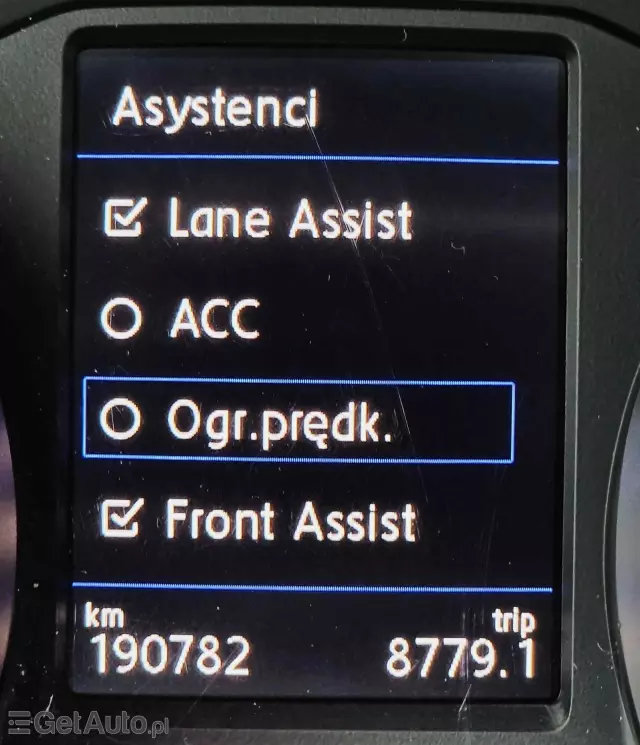 Asystenci
Lane Assist
ACC
Ogr.prędk.
Front Assist
km trip
190782 8779.1
GetAuto.pl